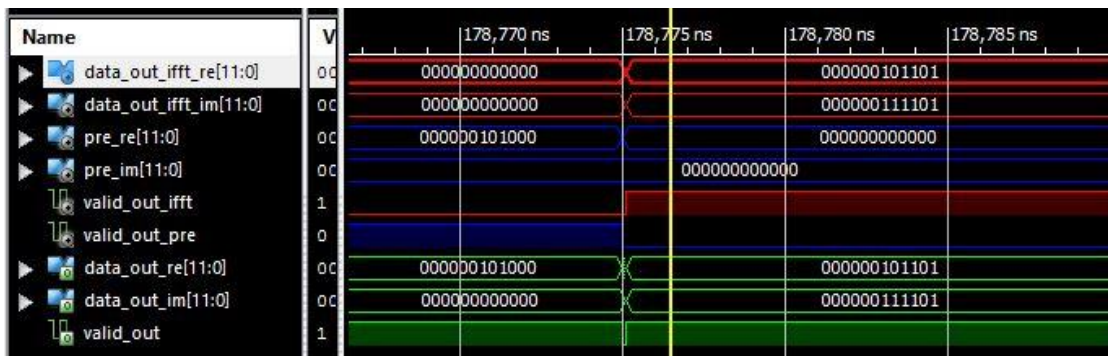 Name V 178,770 ns 178,775 ns 178,780 ns 178,785 ns
data_out_ifft_re[11:0] 00 000000000000 000000101101
data_out_ifft_im[11:0] 00 000000000000 000000111101
pre_re[11:0] 00 000000101000 000000000000
pre_im[11:0] 00 000000000000
valid_out_ifft 1
valid_out_pre 0
data_out_re[11:0] 00 000000101000 000000101101
data_out_im[11:0] 00 000000000000 000000111101
valid_out 1